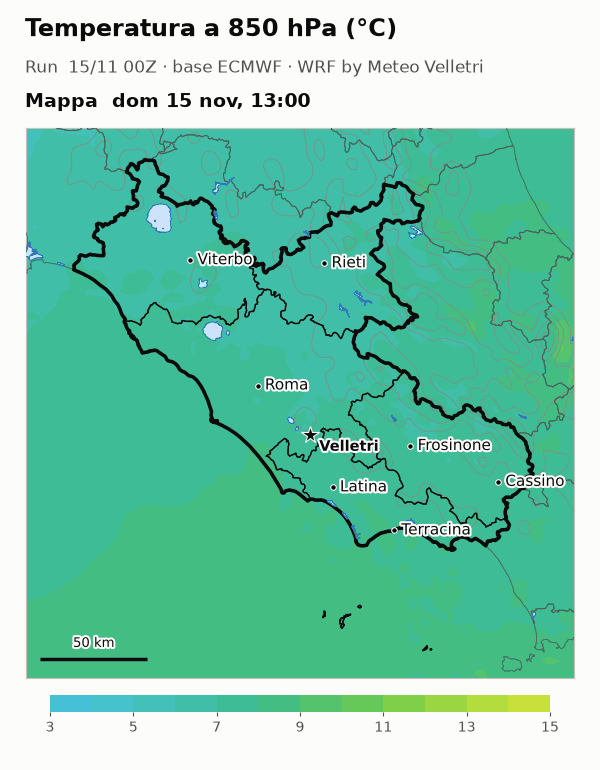 Temperatura a 850 hPa (°C)
Run  15/11 00Z · base ECMWF · WRF by Meteo Velletri
Mappa  dom 15 nov, 13:00
Viterbo
Rieti
Roma
Velletri
Frosinone
Cassino
Latina
Terracina
50 km
3 5 7 9 11 13 15